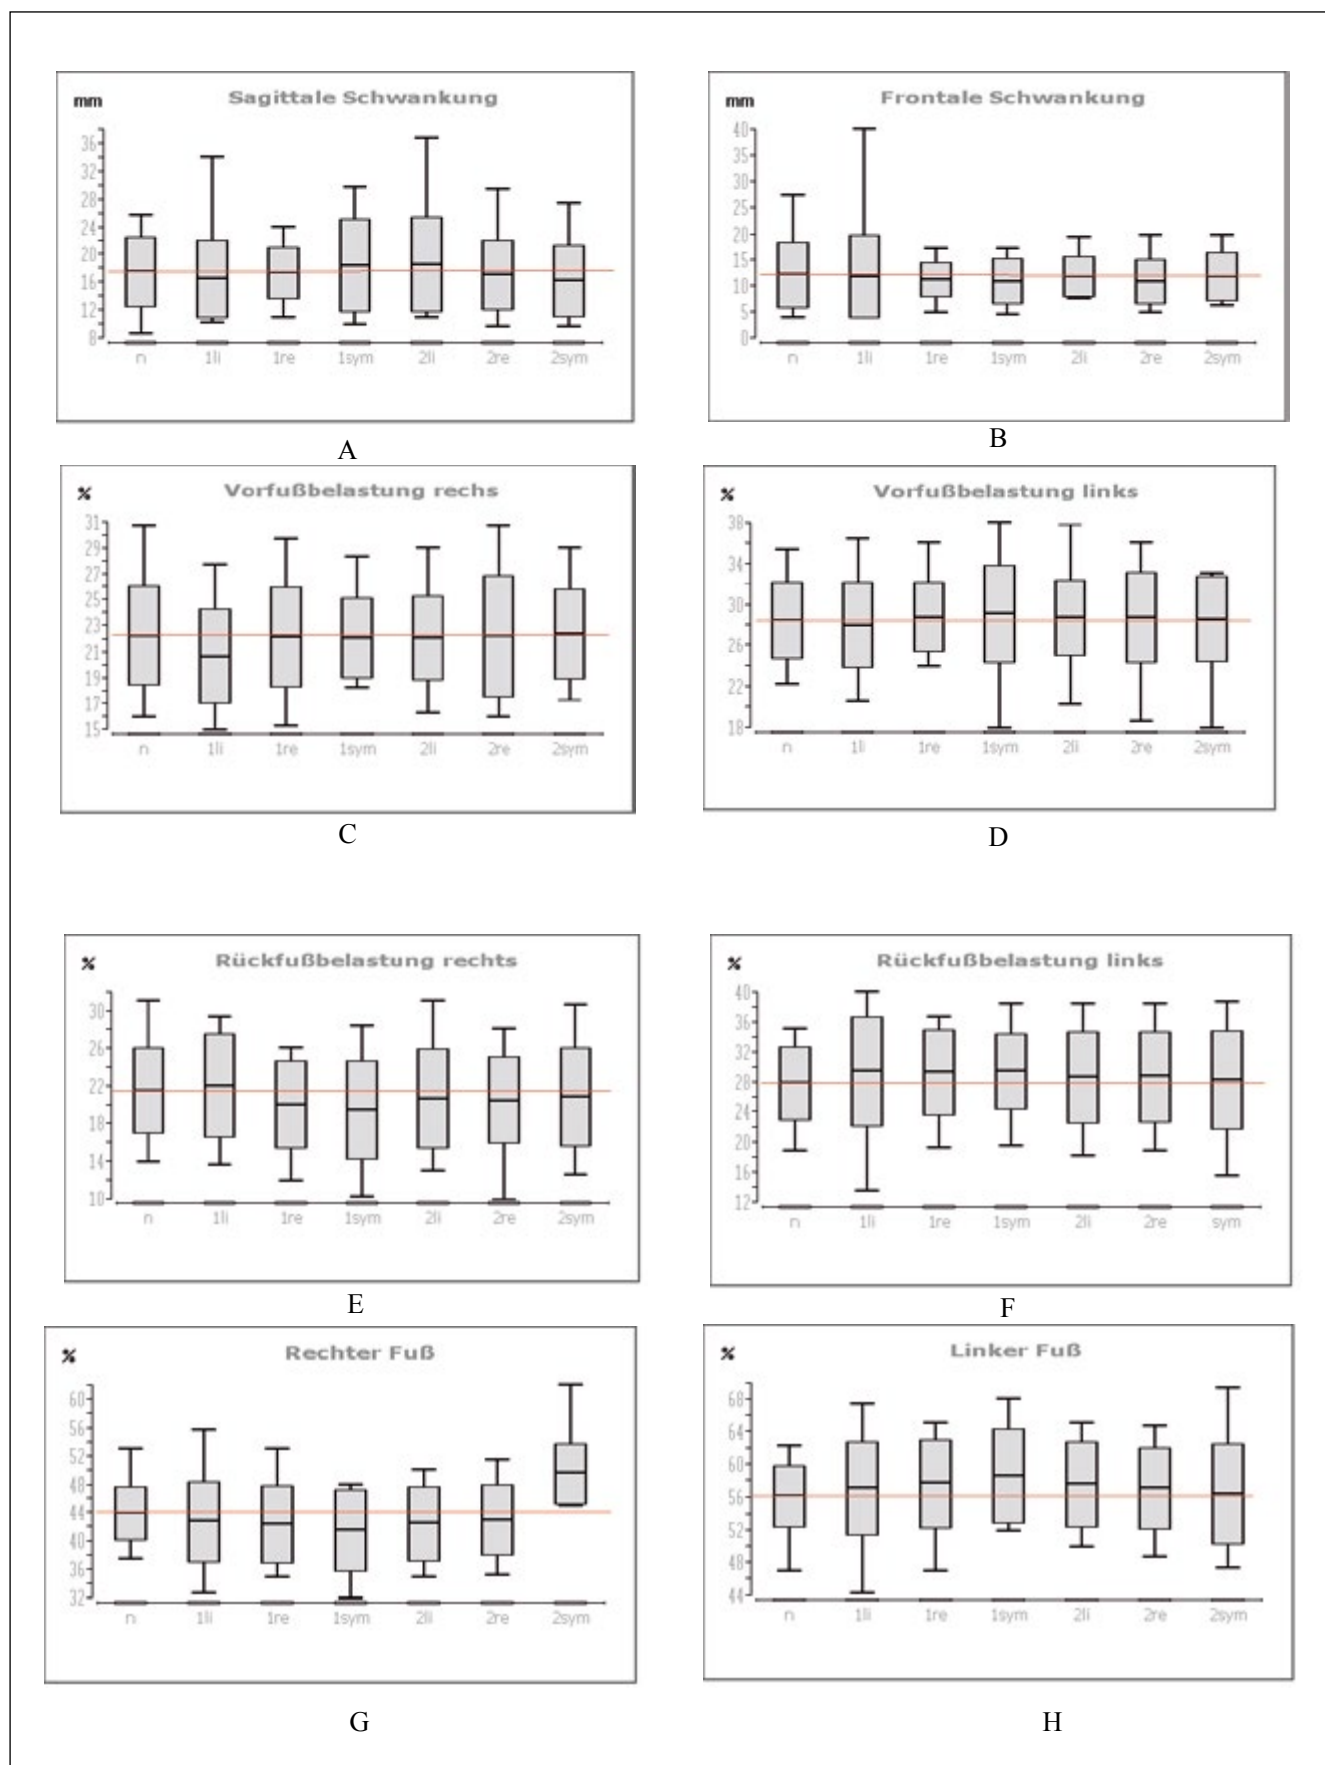 mm Sagittale Schwankung
36
32
28
24
20
16
12
8
n 1li 1re 1sym 2li 2re 2sym
A
mm Frontale Schwankung
40
35
30
25
20
15
10
5
0
n 1li 1re 1sym 2li 2re 2sym
B
% Vorfußbelastung rechs
31
29
27
25
23
21
19
17
15
n 1li 1re 1sym 2li 2re 2sym
C
% Vorfußbelastung links
38
34
30
26
22
18
n 1li 1re 1sym 2li 2re 2sym
D
% Rückfußbelastung rechts
30
26
22
18
14
10
n 1li 1re 1sym 2li 2re 2sym
E
% Rückfußbelastung links
40
36
32
28
24
20
16
12
n 1li 1re 1sym 2li 2re sym
F
% Rechter Fuß
60
56
52
48
44
40
36
32
n 1li 1re 1sym 2li 2re 2sym
G
% Linker Fuß
68
64
60
56
52
48
44
n 1li 1re 1sym 2li 2re 2sym
H